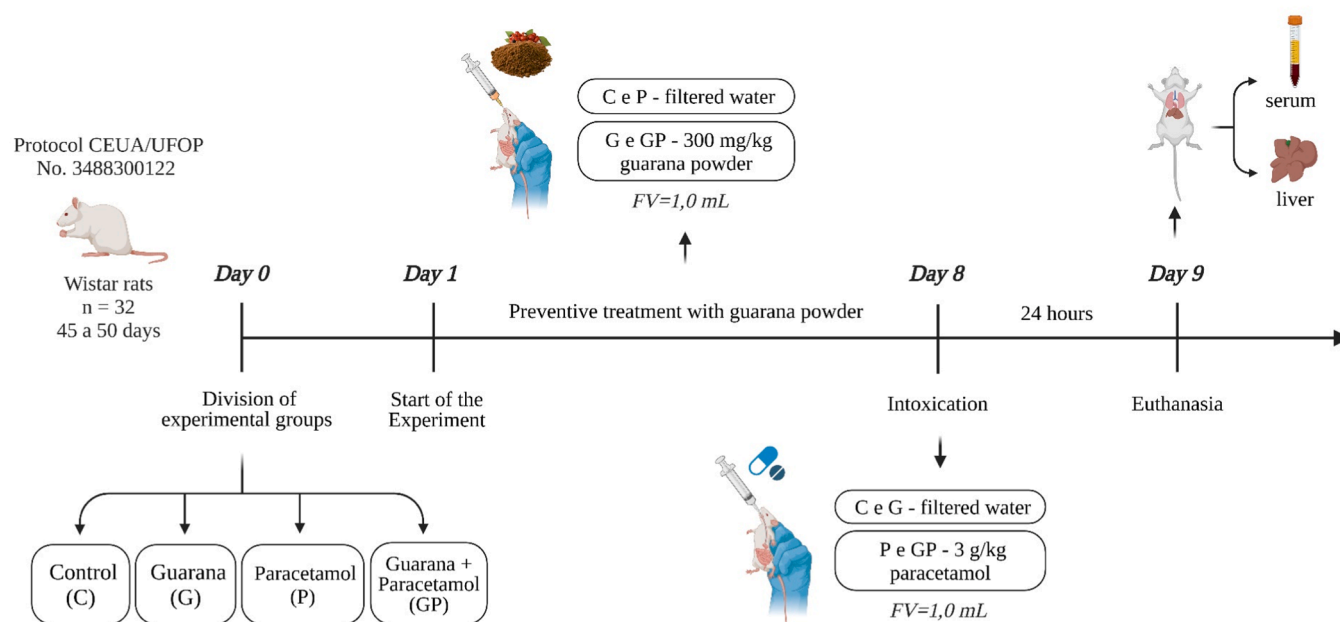 Protocol CEUA/UFOP
No. 3488300122
Wistar rats
n = 32
45 a 50 days
C e P - filtered water
G e GP - 300 mg/kg
guarana powder
FV=1,0 mL
serum
liver
Day 0
Day 1
Day 8
Day 9
Preventive treatment with guarana powder
24 hours
Division of
experimental groups
Start of the
Experiment
Intoxication
Euthanasia
Control
(C)
Guarana
(G)
Paracetamol
(P)
Guarana +
Paracetamol
(GP)
C e G - filtered water
P e GP - 3 g/kg
paracetamol
FV=1,0 mL